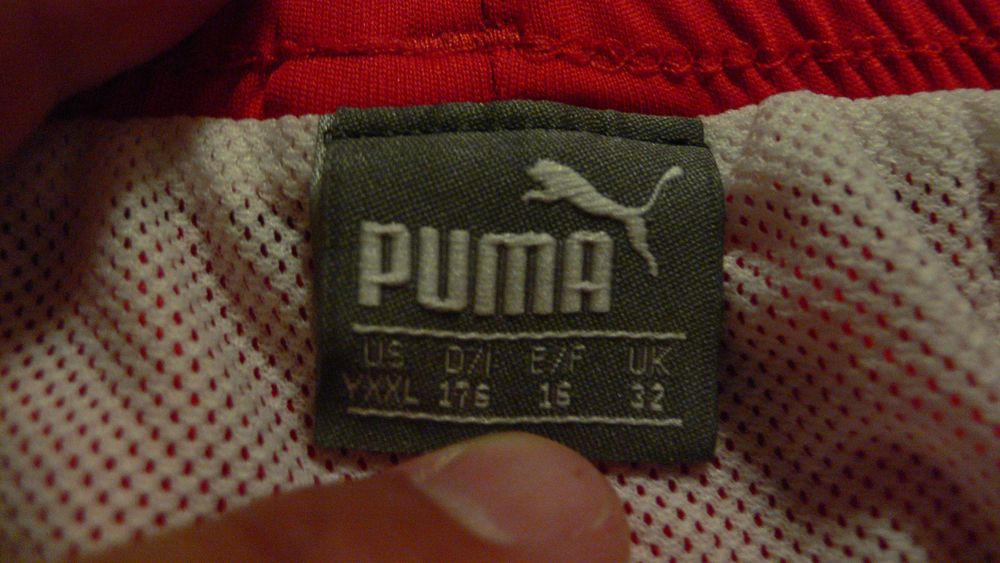 PUMA
US D/I E/F UK
YXXL 176 16 32